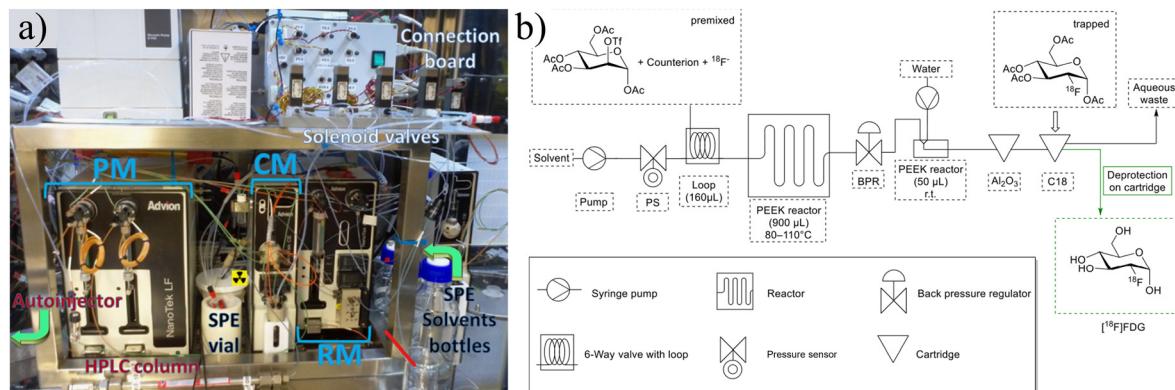 a)
Connection
board
Solenoid valves
PM
CM
Advion
NanoTek LF
Autoinjector
SPE
vial
SPE
Solvents
bottles
HPLC column
RM
b)
premixed
OAc
OTf
AcO
AcO
OAc
+ Counterion + ¹⁸F⁻
trapped
OAc
AcO
AcO
¹⁸F
OAc
Water
Aqueous
waste
Solvent
Pump
PS
Loop
(160μL)
PEEK reactor
(900 μL)
80–110°C
BPR
PEEK reactor
(50 μL)
r.t.
Al₂O₃
C18
Deprotection
on cartridge
OH
HO
HO
¹⁸F
OH
[¹⁸F]FDG
Syringe pump
Reactor
Back pressure regulator
6-Way valve with loop
Pressure sensor
Cartridge